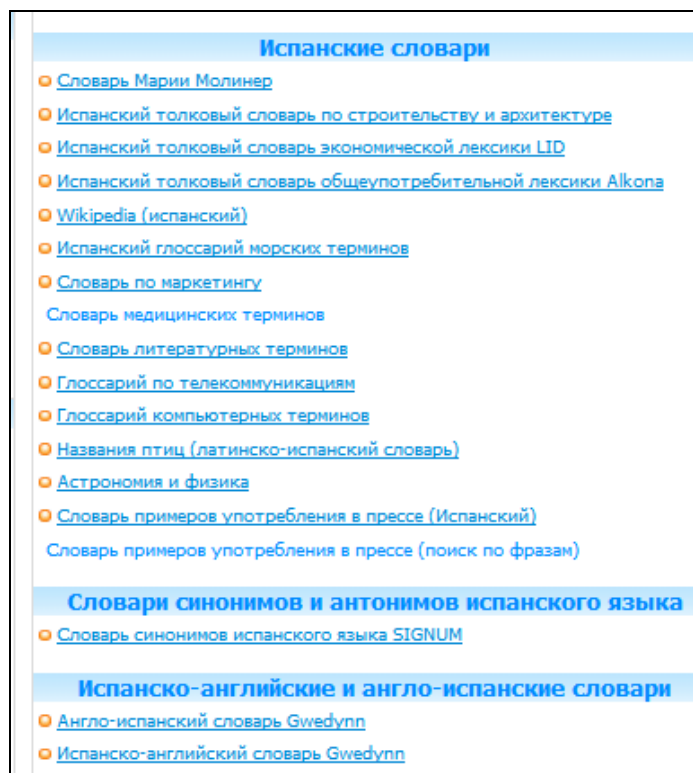 Испанские словари
Словарь Марии Молинер
Испанский толковый словарь по строительству и архитектуре
Испанский толковый словарь экономической лексики LID
Испанский толковый словарь общеупотребительной лексики Alkona
Wikipedia (испанский)
Испанский глоссарий морских терминов
Словарь по маркетингу
Словарь медицинских терминов
Словарь литературных терминов
Глоссарий по телекоммуникациям
Глоссарий компьютерных терминов
Названия птиц (латинско-испанский словарь)
Астрономия и физика
Словарь примеров употребления в прессе (Испанский)
Словарь примеров употребления в прессе (поиск по фразам)
Словари синонимов и антонимов испанского языка
Словарь синонимов испанского языка SIGNUM
Испанско-английские и англо-испанские словари
Англо-испанский словарь Gwedynn
Испанско-английский словарь Gwedynn